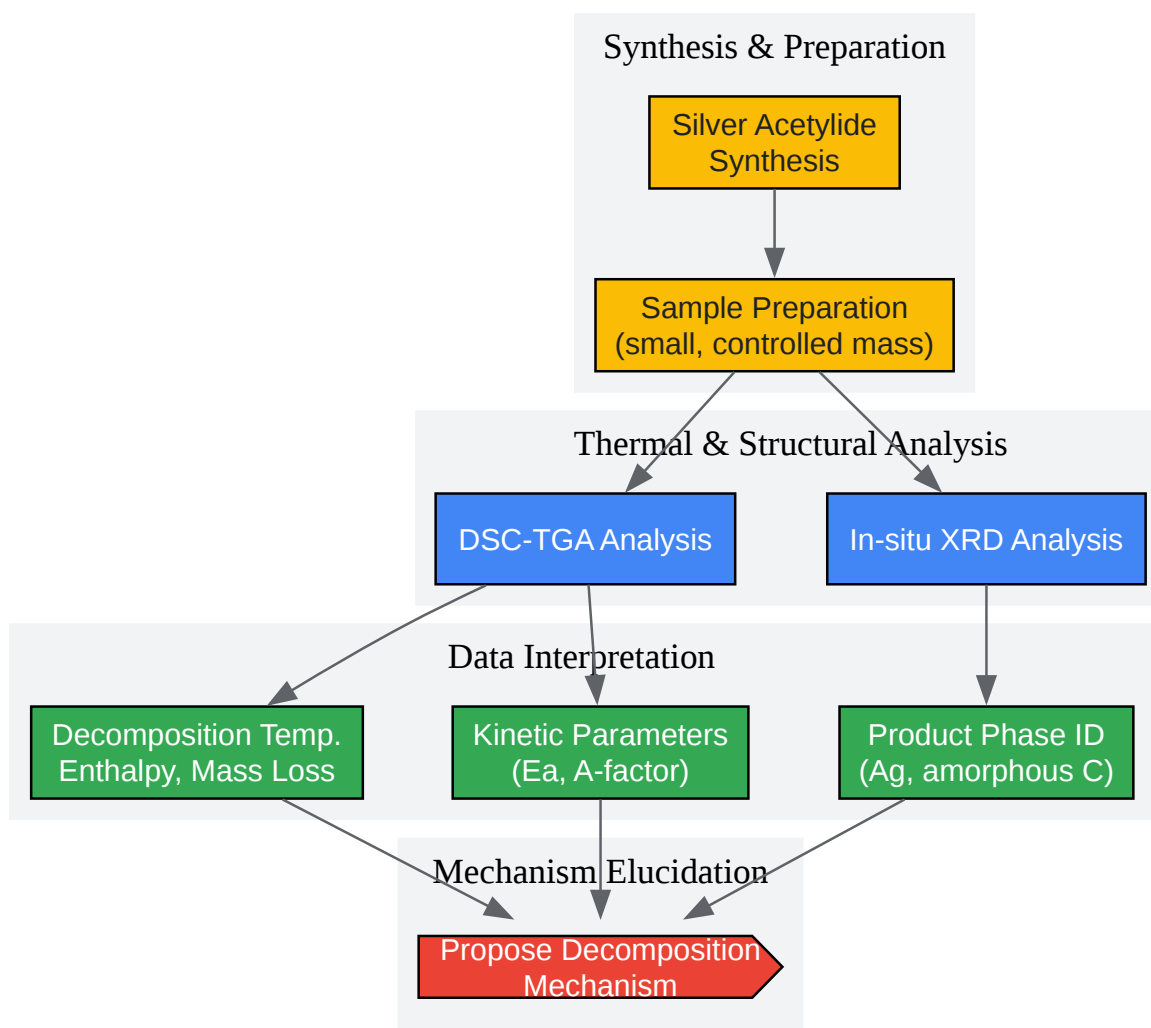 Synthesis & Preparation
Silver Acetylide
Synthesis
Sample Preparation
(small, controlled mass)
Thermal & Structural Analysis
DSC-TGA Analysis
In-situ XRD Analysis
Data Interpretation
Decomposition Temp.
Enthalpy, Mass Loss
Kinetic Parameters
(Ea, A-factor)
Product Phase ID
(Ag, amorphous C)
Mechanism Elucidation
Propose Decomposition
Mechanism